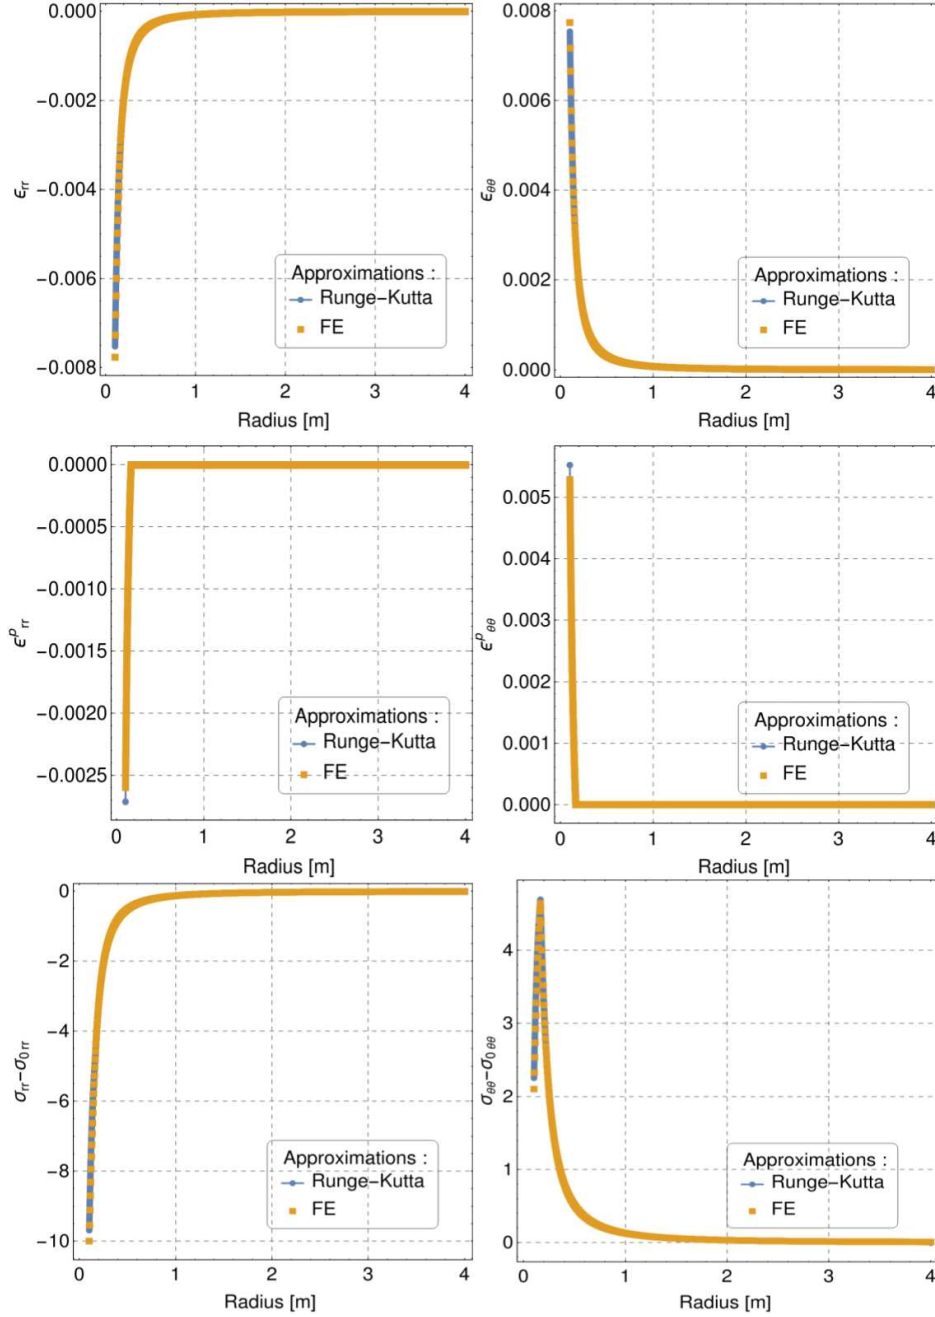 0.000
−0.002
−0.004
−0.006
−0.008
ϵrr
Approximations :
Runge−Kutta
FE
0 1 2 3 4
Radius [m]
0.008
0.006
0.004
0.002
0.000
ϵθθ
Approximations :
Runge−Kutta
FE
0 1 2 3 4
Radius [m]
0.0000
−0.0005
−0.0010
−0.0015
−0.0020
−0.0025
ϵᵖrr
Approximations :
Runge−Kutta
FE
0 1 2 3 4
Radius [m]
0.005
0.004
0.003
0.002
0.001
0.000
ϵᵖθθ
Approximations :
Runge−Kutta
FE
0 1 2 3 4
Radius [m]
0
−2
−4
−6
−8
−10
σrr−σ0rr
Approximations :
Runge−Kutta
FE
0 1 2 3 4
Radius [m]
4
3
2
1
0
σθθ−σ0θθ
Approximations :
Runge−Kutta
FE
0 1 2 3 4
Radius [m]